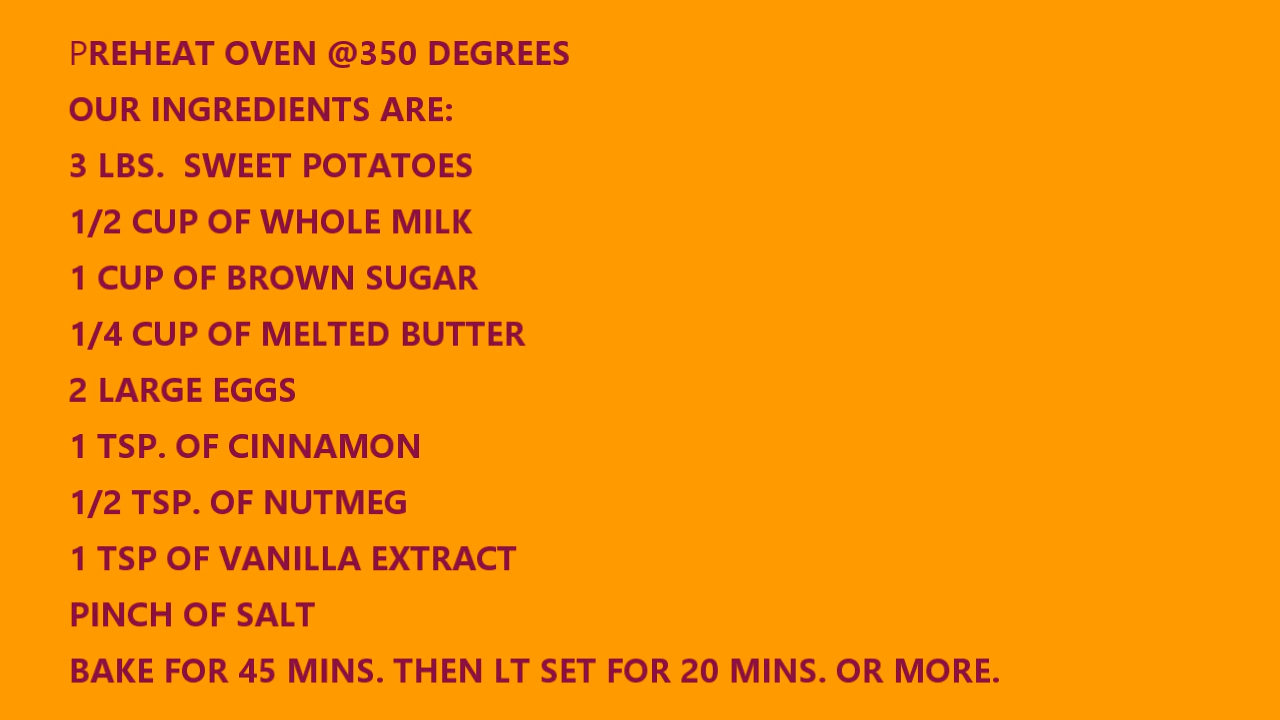 PREHEAT OVEN @350 DEGREES
OUR INGREDIENTS ARE:
3 LBS.  SWEET POTATOES
1/2 CUP OF WHOLE MILK
1 CUP OF BROWN SUGAR
1/4 CUP OF MELTED BUTTER
2 LARGE EGGS
1 TSP. OF CINNAMON
1/2 TSP. OF NUTMEG
1 TSP OF VANILLA EXTRACT
PINCH OF SALT
BAKE FOR 45 MINS. THEN LT SET FOR 20 MINS. OR MORE.